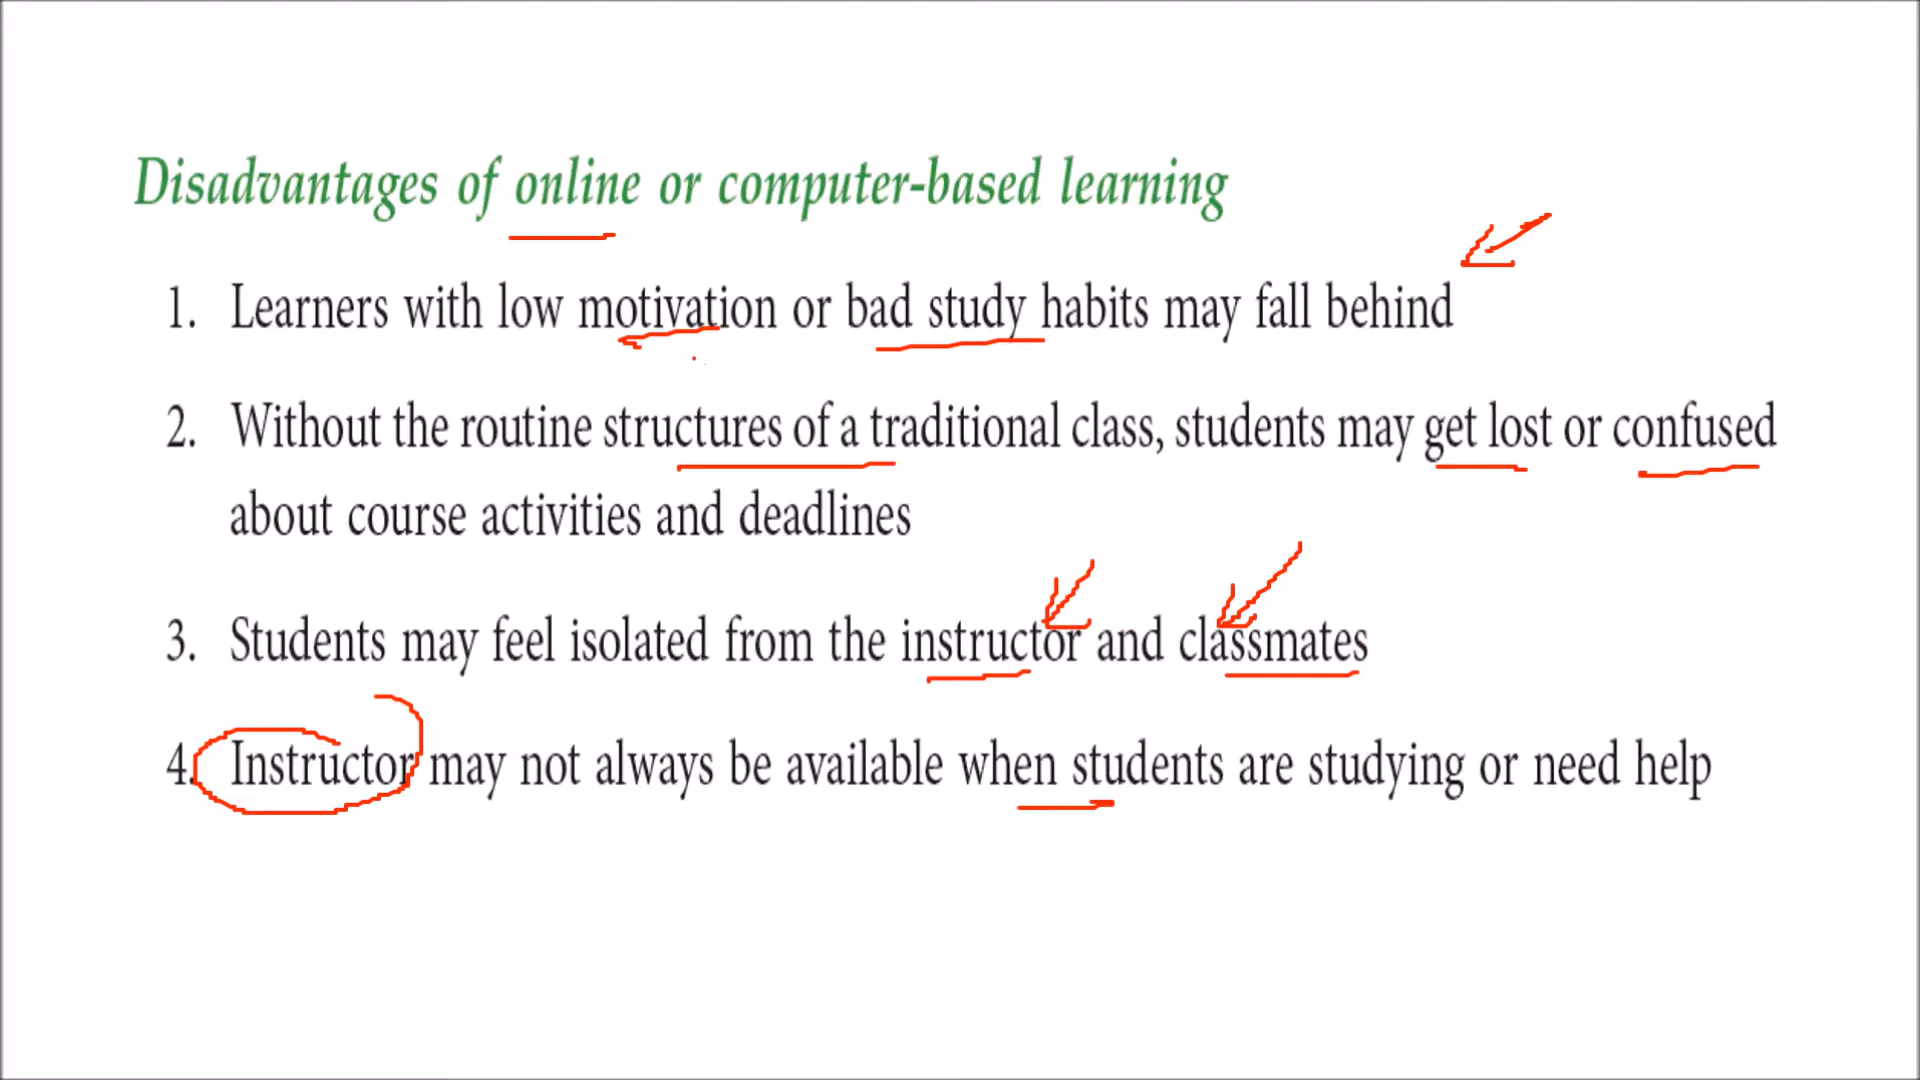 Disadvantages of online or computer-based learning
1. Learners with low motivation or bad study habits may fall behind
2. Without the routine structures of a traditional class, students may get lost or confused
about course activities and deadlines
3. Students may feel isolated from the instructor and classmates
4. Instructor may not always be available when students are studying or need help